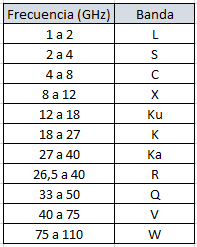 Frecuencia (GHz) Banda
1 a 2 L
2 a 4 S
4 a 8 C
8 a 12 X
12 a 18 Ku
18 a 27 K
27 a 40 Ka
26,5 a 40 R
33 a 50 Q
40 a 75 V
75 a 110 W